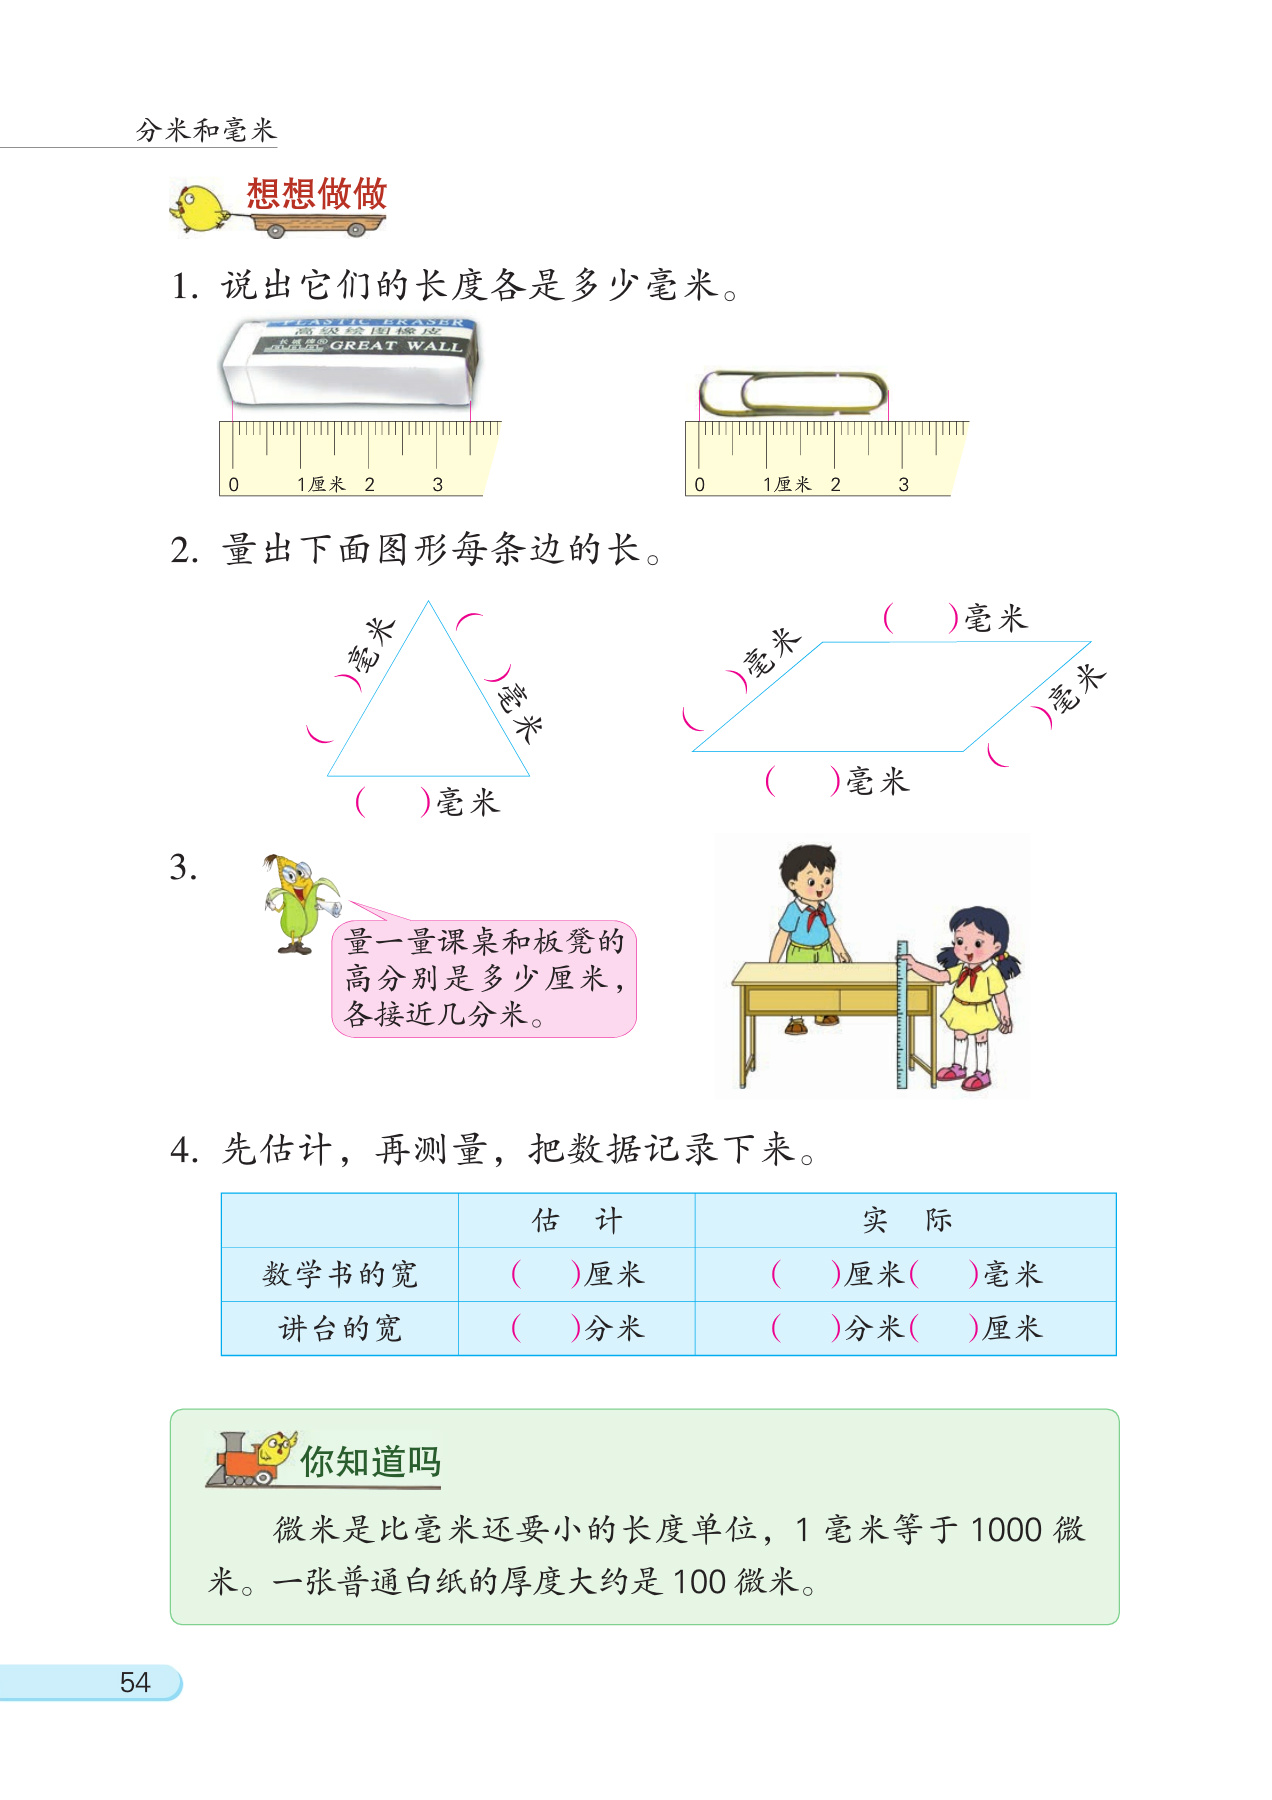 分米和毫米
想想做做
1. 说出它们的长度各是多少毫米。
PLASTIC ERASER
高级绘图橡皮
长城牌® GREAT WALL
0 1厘米 2 3
0 1厘米 2 3
2. 量出下面图形每条边的长。
( )毫米
( )毫米
( )毫米
( )毫米
( )毫米
( )毫米
( )毫米
3.
量一量课桌和板凳的
高分别是多少厘米，
各接近几分米。
4. 先估计，再测量，把数据记录下来。
估 计 实 际
数学书的宽 ( )厘米 ( )厘米( )毫米
讲台的宽 ( )分米 ( )分米( )厘米
你知道吗
微米是比毫米还要小的长度单位，1 毫米等于 1000 微
米。一张普通白纸的厚度大约是 100 微米。
54